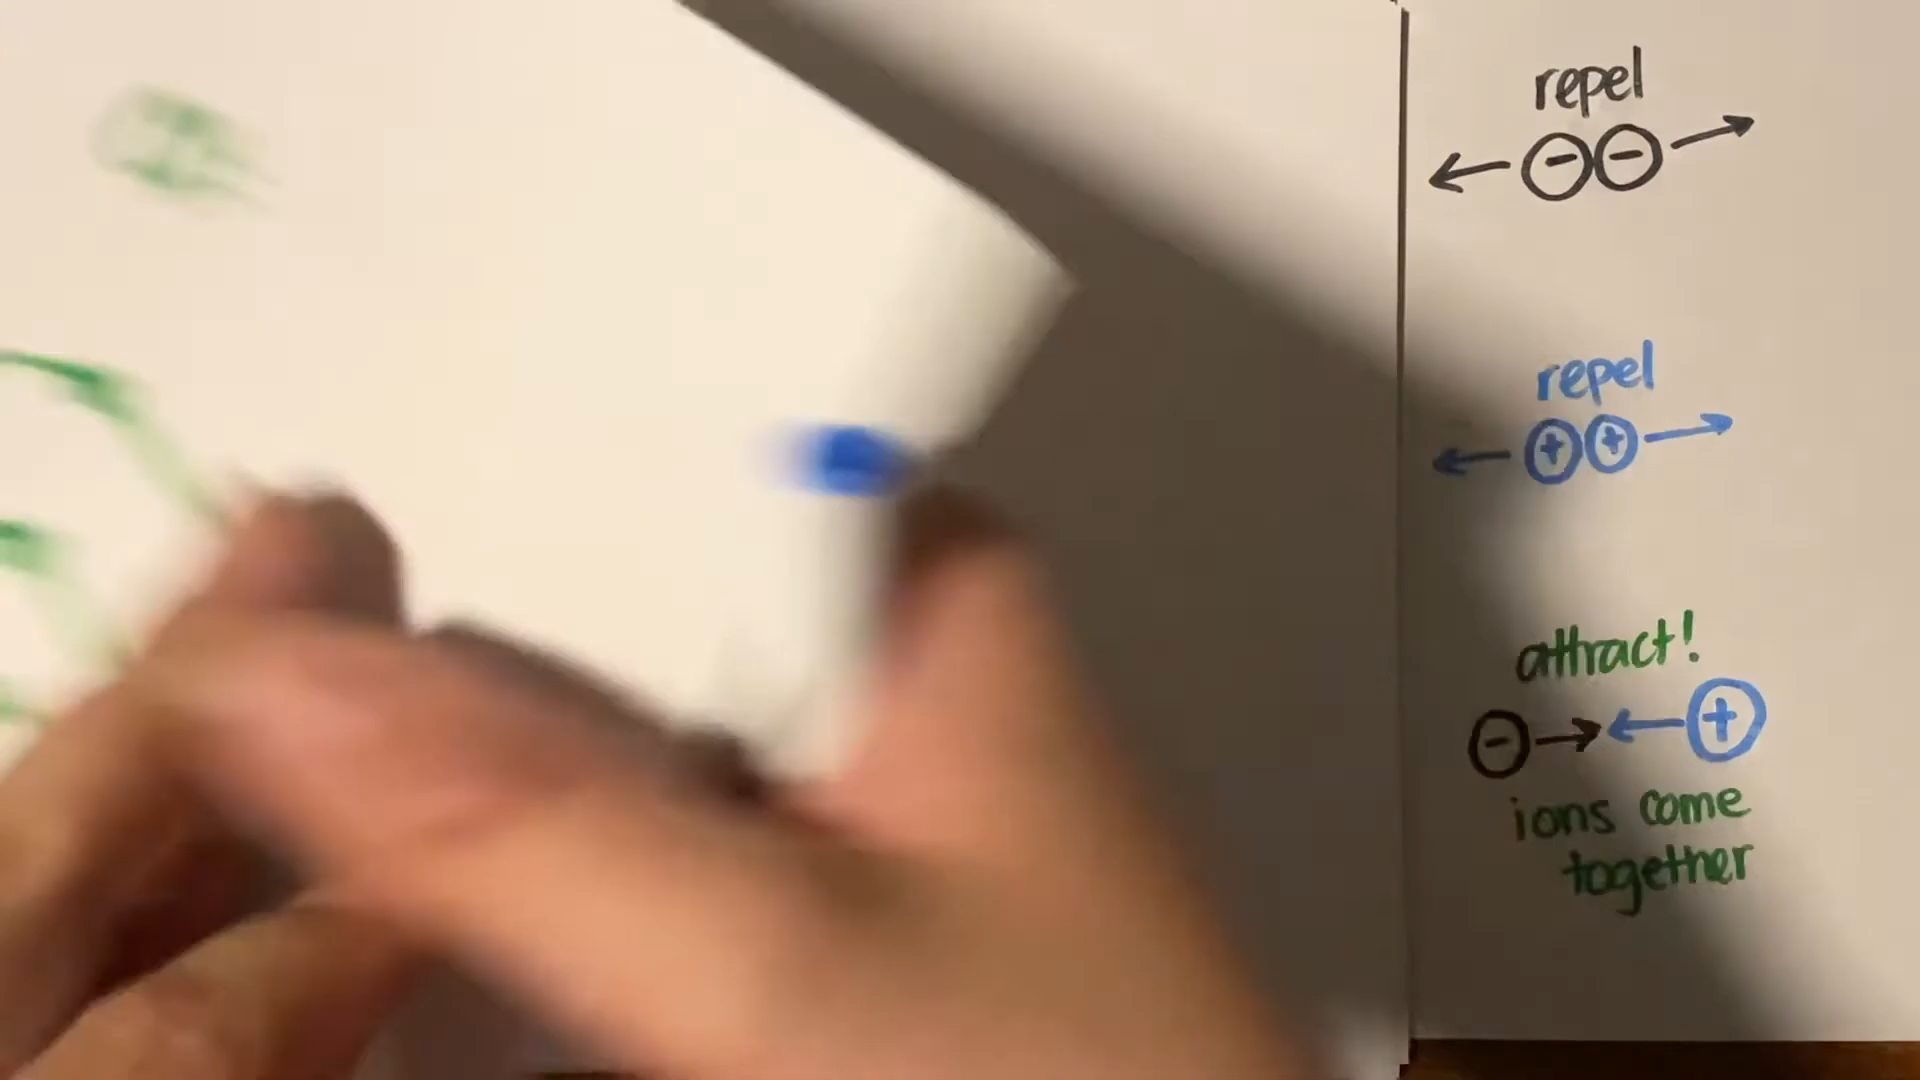 repel
← ⊖⊖ →
repel
← ⊕⊕ →
attract!
⊖ → ← ⊕
ions come
together